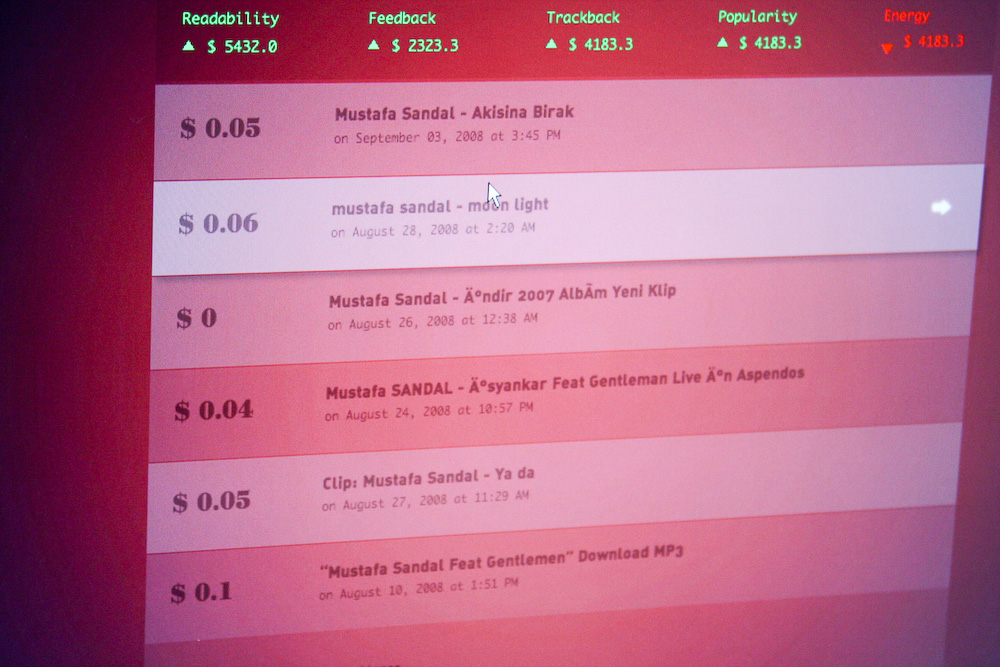 Readability Feedback Trackback Popularity Energy
▲ $ 5432.0 ▲ $ 2323.3 ▲ $ 4183.3 ▲ $ 4183.3 ▼ $ 4183.3
$ 0.05 Mustafa Sandal - Akisina Birak
on September 03, 2008 at 3:45 PM
$ 0.06 mustafa sandal - moon light
on August 28, 2008 at 2:20 AM
$ 0 Mustafa Sandal - Äºndir 2007 AlbÃm Yeni Klip
on August 26, 2008 at 12:38 AM
$ 0.04 Mustafa SANDAL - Äºsyankar Feat Gentleman Live Äºn Aspendos
on August 24, 2008 at 10:57 PM
$ 0.05 Clip: Mustafa Sandal - Ya da
on August 27, 2008 at 11:29 AM
$ 0.1 “Mustafa Sandal Feat Gentlemen” Download MP3
on August 10, 2008 at 1:51 PM